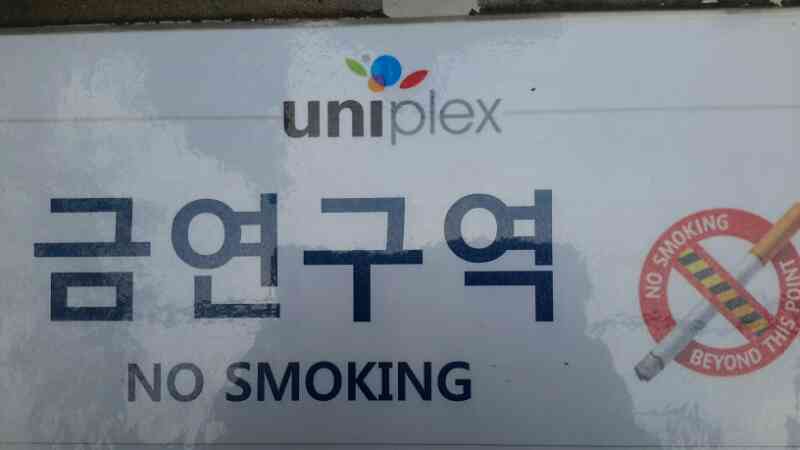 uniplex
금연구역
NO SMOKING
NO SMOKING
BEYOND THIS POINT